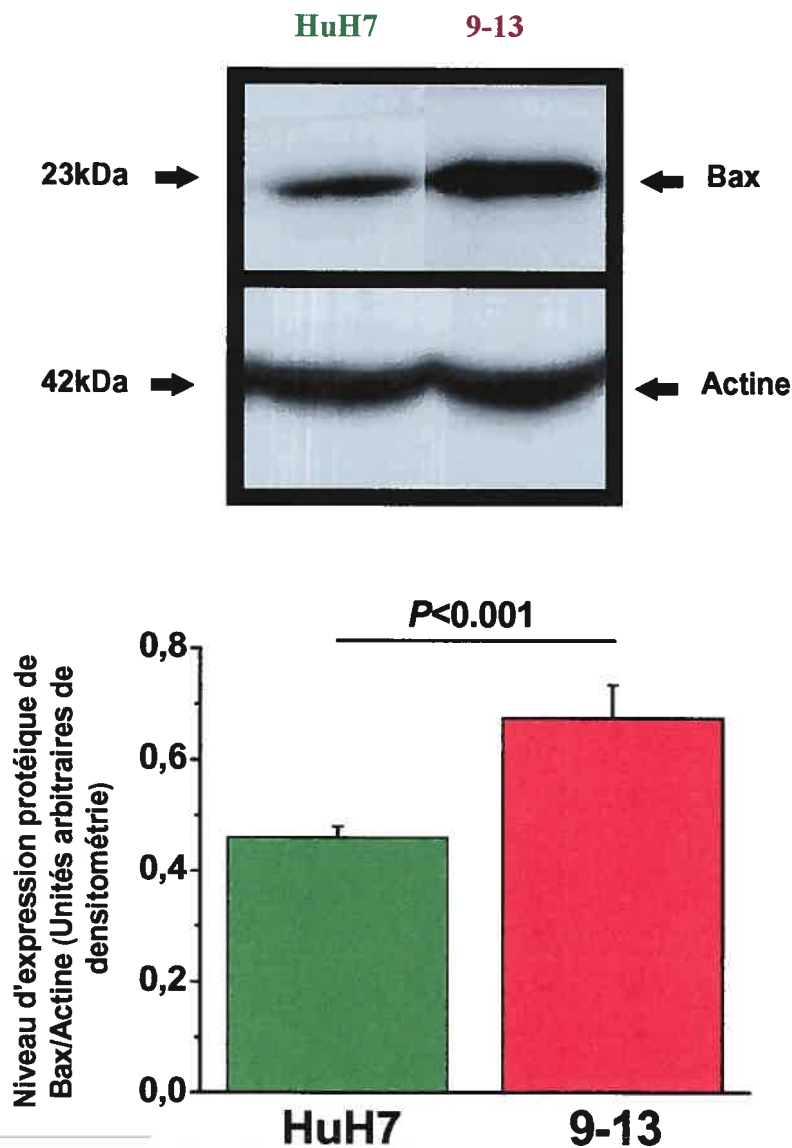 HuH7 9-13
23kDa Bax
42kDa Actine
P<0.001
Niveau d'expression protéique de
Bax/Actine (Unités arbitraires de
densitométrie)
0,8
0,6
0,4
0,2
0,0
HuH7 9-13